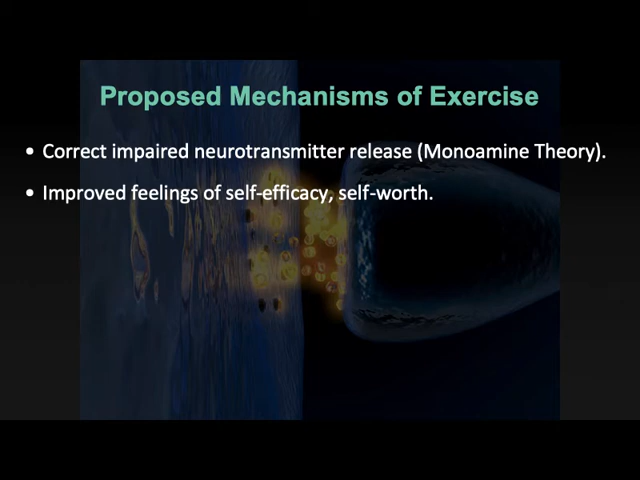 Proposed Mechanisms of Exercise
• Correct impaired neurotransmitter release (Monoamine Theory).
• Improved feelings of self-efficacy, self-worth.